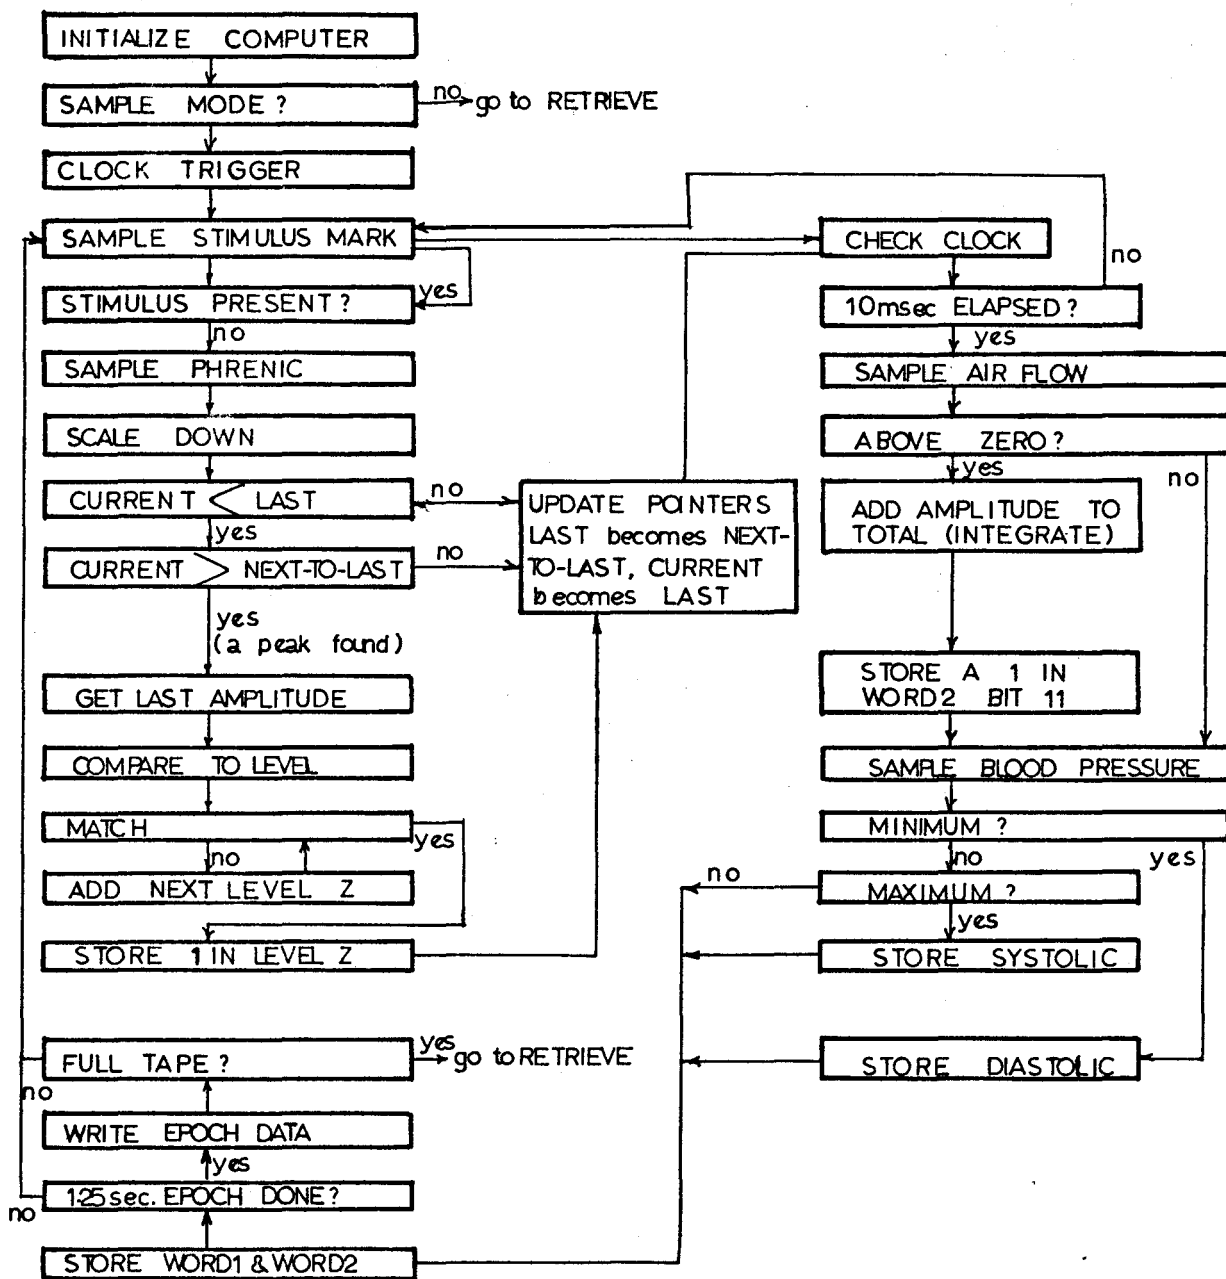 INITIALIZE COMPUTER
SAMPLE MODE?
no
go to RETRIEVE
CLOCK TRIGGER
SAMPLE STIMULUS MARK
STIMULUS PRESENT?
yes
no
SAMPLE PHRENIC
SCALE DOWN
CURRENT < LAST
no
yes
CURRENT > NEXT-TO-LAST
no
yes
(a peak found)
UPDATE POINTERS
LAST becomes NEXT-
TO-LAST, CURRENT
becomes LAST
GET LAST AMPLITUDE
COMPARE TO LEVEL
MATCH
yes
no
ADD NEXT LEVEL Z
STORE 1 IN LEVEL Z
FULL TAPE?
yes
go to RETRIEVE
no
WRITE EPOCH DATA
yes
1.25 sec. EPOCH DONE?
no
STORE WORD1 & WORD2
CHECK CLOCK
no
10msec ELAPSED?
yes
SAMPLE AIR FLOW
ABOVE ZERO?
yes
no
ADD AMPLITUDE TO
TOTAL (INTEGRATE)
STORE A 1 IN
WORD2 BIT 11
SAMPLE BLOOD PRESSURE
MINIMUM?
no
yes
MAXIMUM?
no
yes
STORE SYSTOLIC
STORE DIASTOLIC